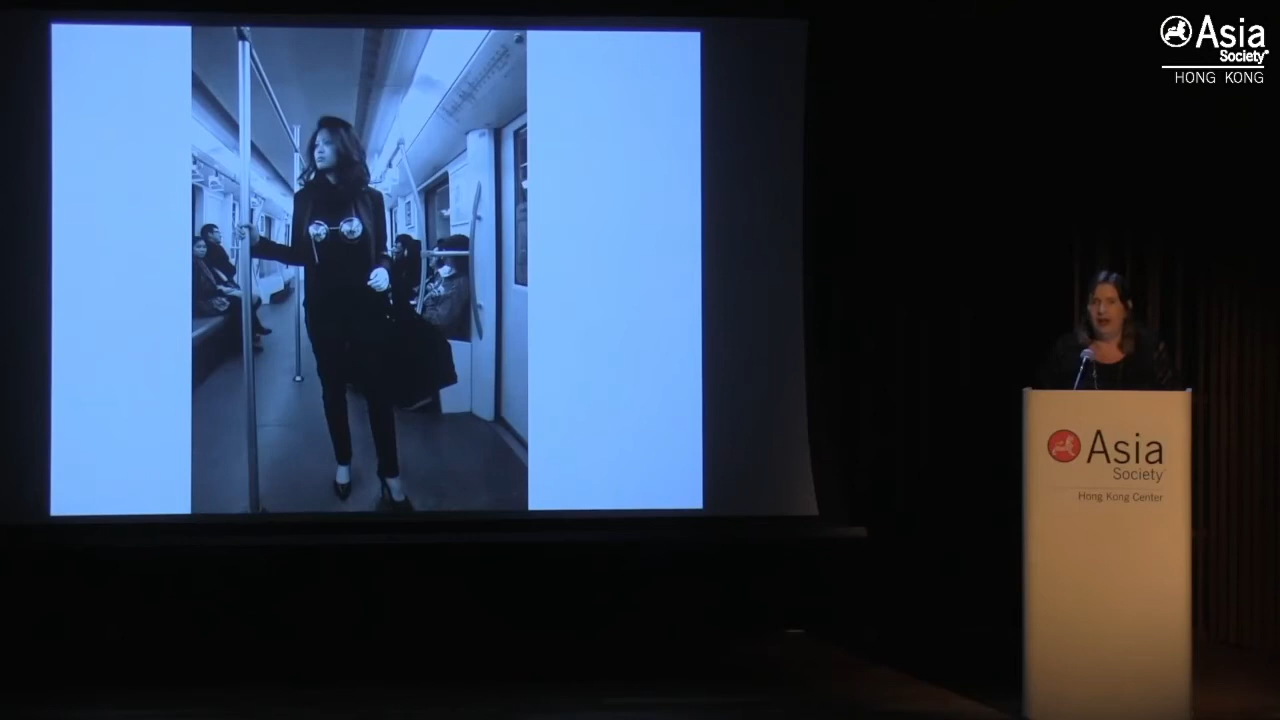 Asia
Society
HONG KONG
Asia
Society
Hong Kong Center